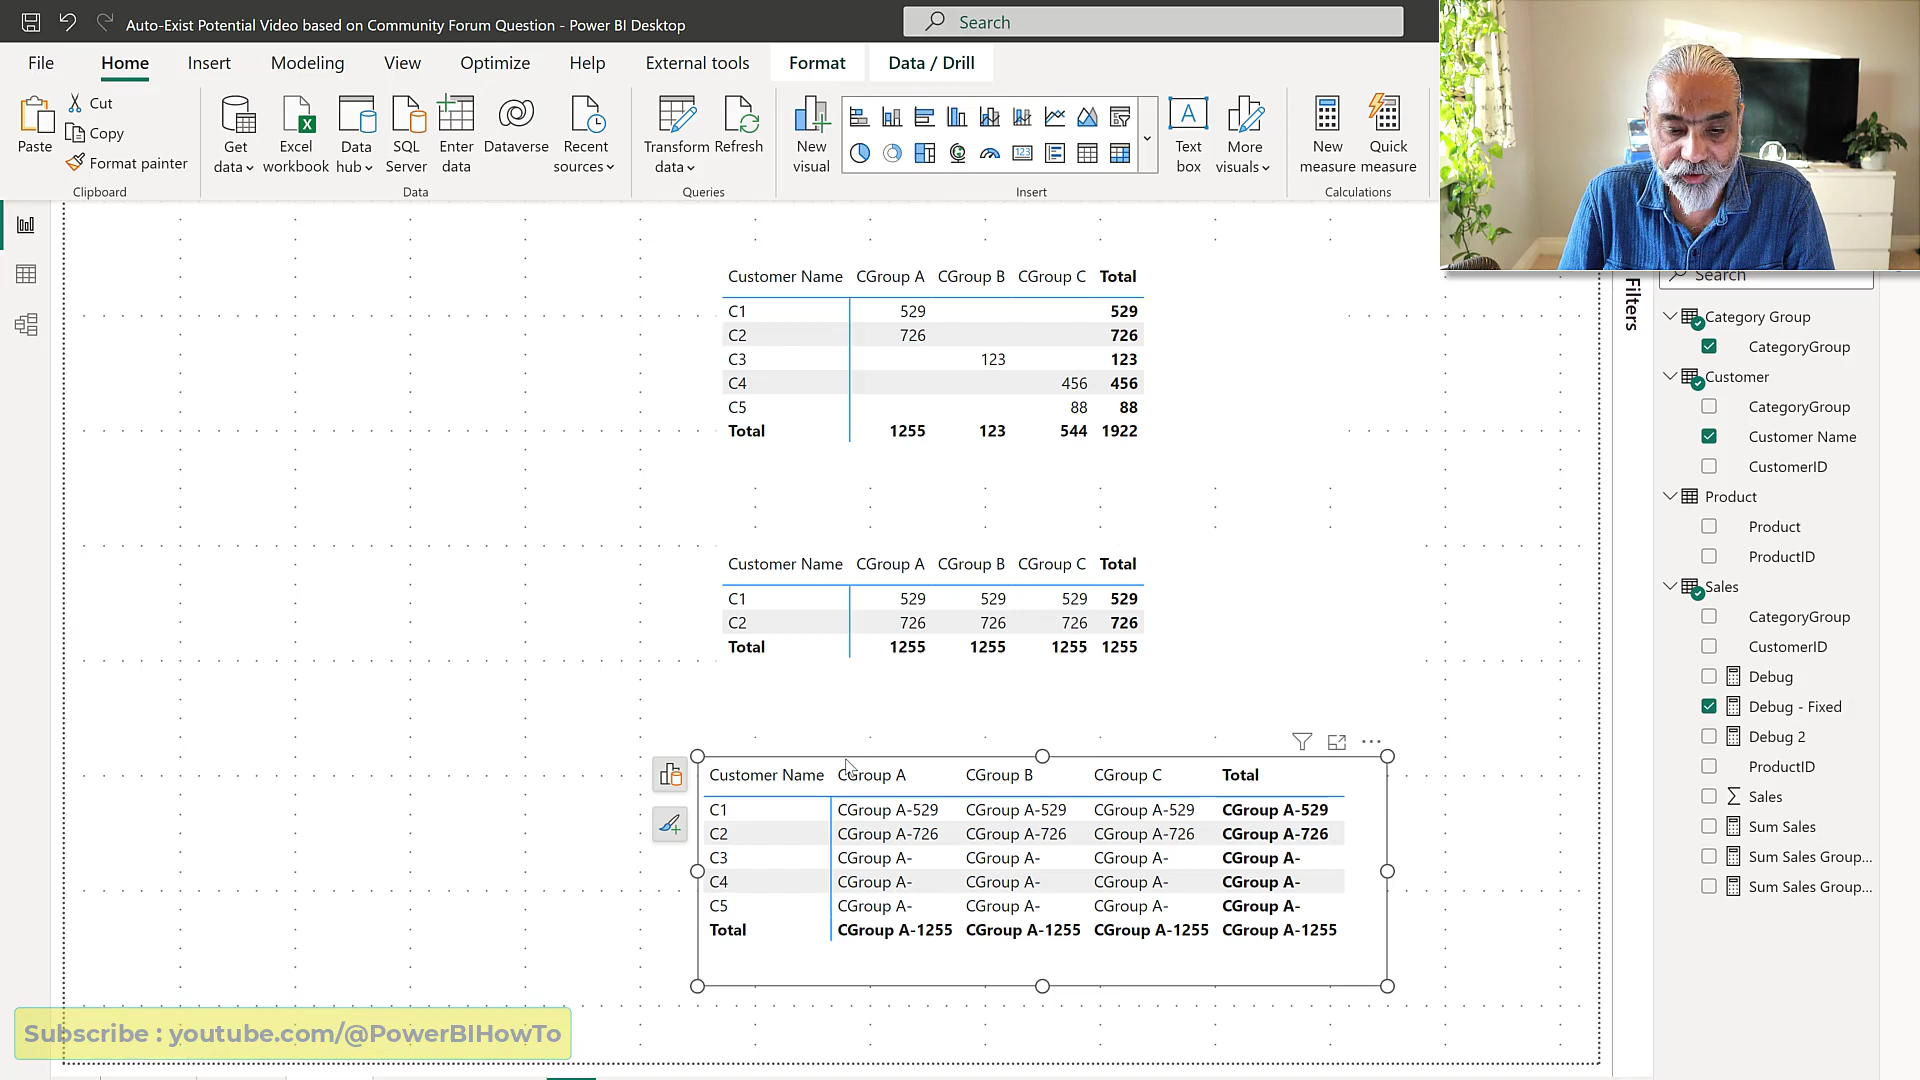 Auto-Exist Potential Video based on Community Forum Question - Power BI Desktop
Search
File Home Insert Modeling View Optimize Help External tools Format Data / Drill
Paste
Cut
Copy
Format painter
Clipboard
Get data
Excel workbook
Data hub
SQL Server
Enter data
Dataverse
Recent sources
Data
Transform data
Refresh
Queries
New visual
Text box
More visuals
Insert
New measure
Quick measure
Calculations
Customer Name CGroup A CGroup B CGroup C Total
C1 529 529
C2 726 726
C3 123 123
C4 456 456
C5 88 88
Total 1255 123 544 1922
Customer Name CGroup A CGroup B CGroup C Total
C1 529 529 529 529
C2 726 726 726 726
Total 1255 1255 1255 1255
Customer Name CGroup A CGroup B CGroup C Total
C1 CGroup A-529 CGroup A-529 CGroup A-529 CGroup A-529
C2 CGroup A-726 CGroup A-726 CGroup A-726 CGroup A-726
C3 CGroup A- CGroup A- CGroup A- CGroup A-
C4 CGroup A- CGroup A- CGroup A- CGroup A-
C5 CGroup A- CGroup A- CGroup A- CGroup A-
Total CGroup A-1255 CGroup A-1255 CGroup A-1255 CGroup A-1255
Filters
Search
Category Group
CategoryGroup
Customer
CategoryGroup
Customer Name
CustomerID
Product
Product
ProductID
Sales
CategoryGroup
CustomerID
Debug
Debug - Fixed
Debug 2
ProductID
Sales
Sum Sales
Sum Sales Group...
Sum Sales Group...
Subscribe : youtube.com/@PowerBIHowTo